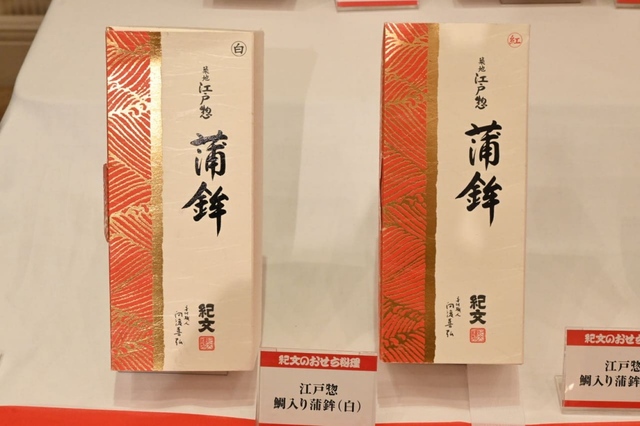 白
築地
江戸惣
蒲鉾
紀文
紅
築地
江戸惣
蒲鉾
紀文
紀文のおせち料理
江戸惣
鯛入り蒲鉾(白)
紀文のおせち
江戸
鯛入り蒲鉾